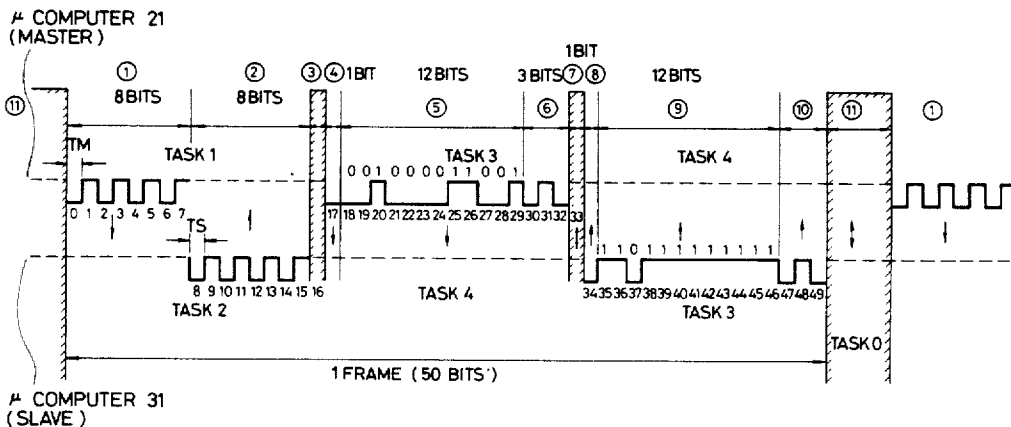 μ COMPUTER 21
(MASTER)
1 BIT
① ② ③ ④ 1 BIT 12 BITS 3 BITS ⑦ ⑧ 12 BITS
⑪ 8 BITS 8 BITS ⑤ ⑥ ⑨ ⑩ ⑪ ①
TM TASK 1 TASK 3 TASK 4
0 0 1 0 0 0 0 1 1 0 0 1
0 1 2 3 4 5 6 7 17 18 19 20 21 22 23 24 25 26 27 28 29 30 31 32 33
TS
1 1 0 1 1 1 1 1 1 1 1 1
8 9 10 11 12 13 14 15 16 34 35 36 37 38 39 40 41 42 43 44 45 46 47 48 49
TASK 2 TASK 4 TASK 3
TASK 0
1 FRAME (50 BITS)
μ COMPUTER 31
(SLAVE)